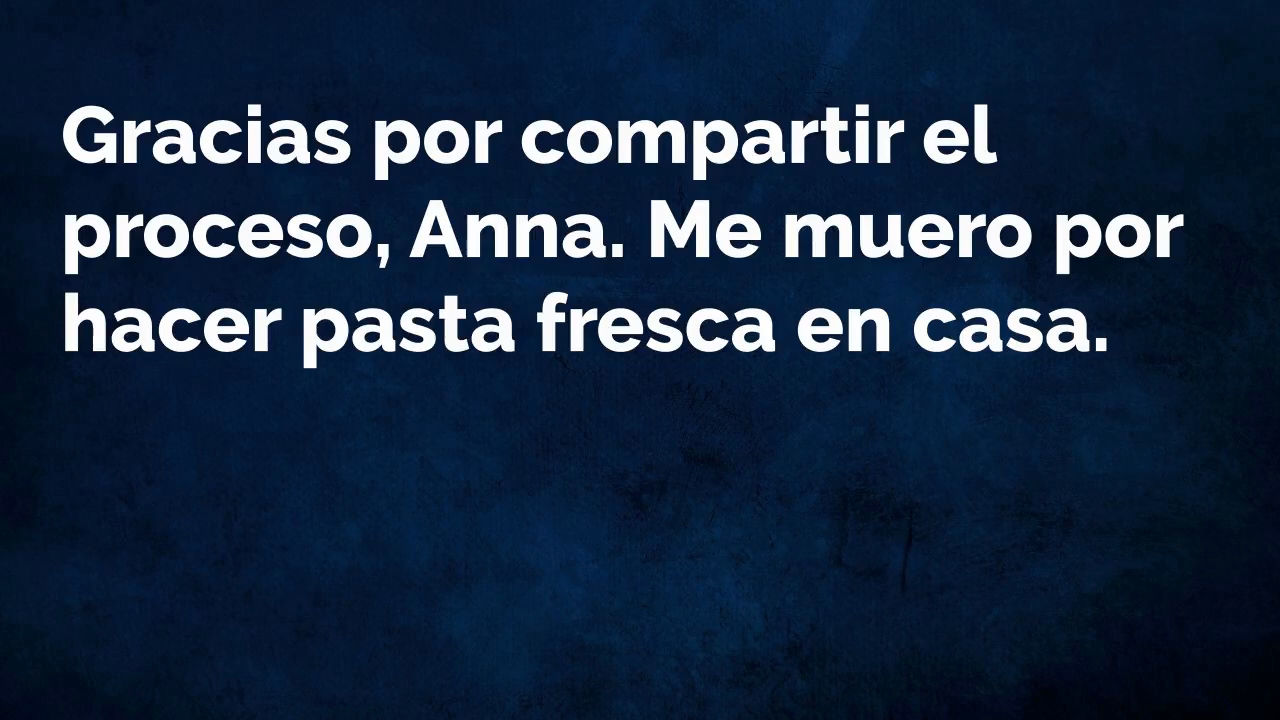 Gracias por compartir el
proceso, Anna. Me muero por
hacer pasta fresca en casa.